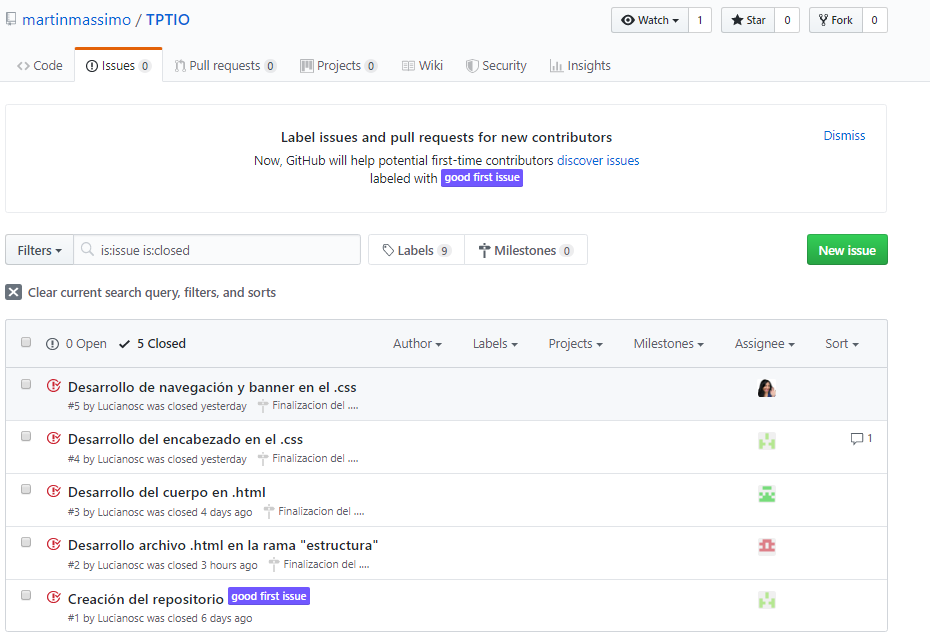 martinmassimo / TPTIO
Watch 1 Star 0 Fork 0
Code Issues 0 Pull requests 0 Projects 0 Wiki Security Insights
Label issues and pull requests for new contributors
Dismiss
Now, GitHub will help potential first-time contributors discover issues
labeled with good first issue
Filters is:issue is:closed Labels 9 Milestones 0 New issue
Clear current search query, filters, and sorts
0 Open 5 Closed Author Labels Projects Milestones Assignee Sort
Desarrollo de navegación y banner en el .css
#5 by Lucianosc was closed yesterday Finalizacion del ....
Desarrollo del encabezado en el .css 1
#4 by Lucianosc was closed yesterday Finalizacion del ....
Desarrollo del cuerpo en .html
#3 by Lucianosc was closed 4 days ago Finalizacion del ....
Desarrollo archivo .html en la rama "estructura"
#2 by Lucianosc was closed 3 hours ago Finalizacion del ....
Creación del repositorio good first issue
#1 by Lucianosc was closed 6 days ago